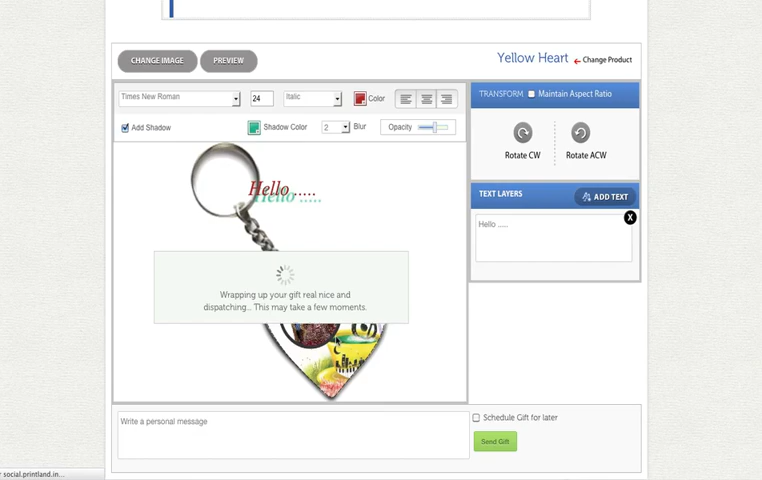 CHANGE IMAGE
PREVIEW
Yellow Heart
Change Product
Times New Roman
24
Italic
Color
TRANSFORM
Maintain Aspect Ratio
Add Shadow
Shadow Color
2
Blur
Opacity
Rotate CW
Rotate ACW
Hello .....
Hello .....
TEXT LAYERS
ADD TEXT
X
Hello .....
Wrapping up your gift real nice and
dispatching... This may take a few moments.
Write a personal message
Schedule Gift for later
Send Gift
social.printland.in...